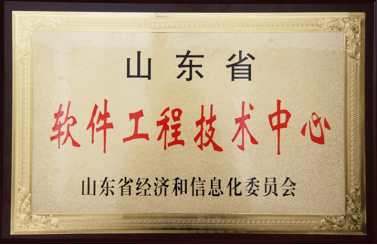 山东省
软件工程技术中心
山东省经济和信息化委员会